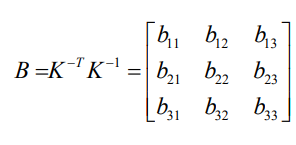 b₁₁ b₁₂ b₁₃
B =K⁻ᵀ K⁻¹ = b₂₁ b₂₂ b₂₃
b₃₁ b₃₂ b₃₃